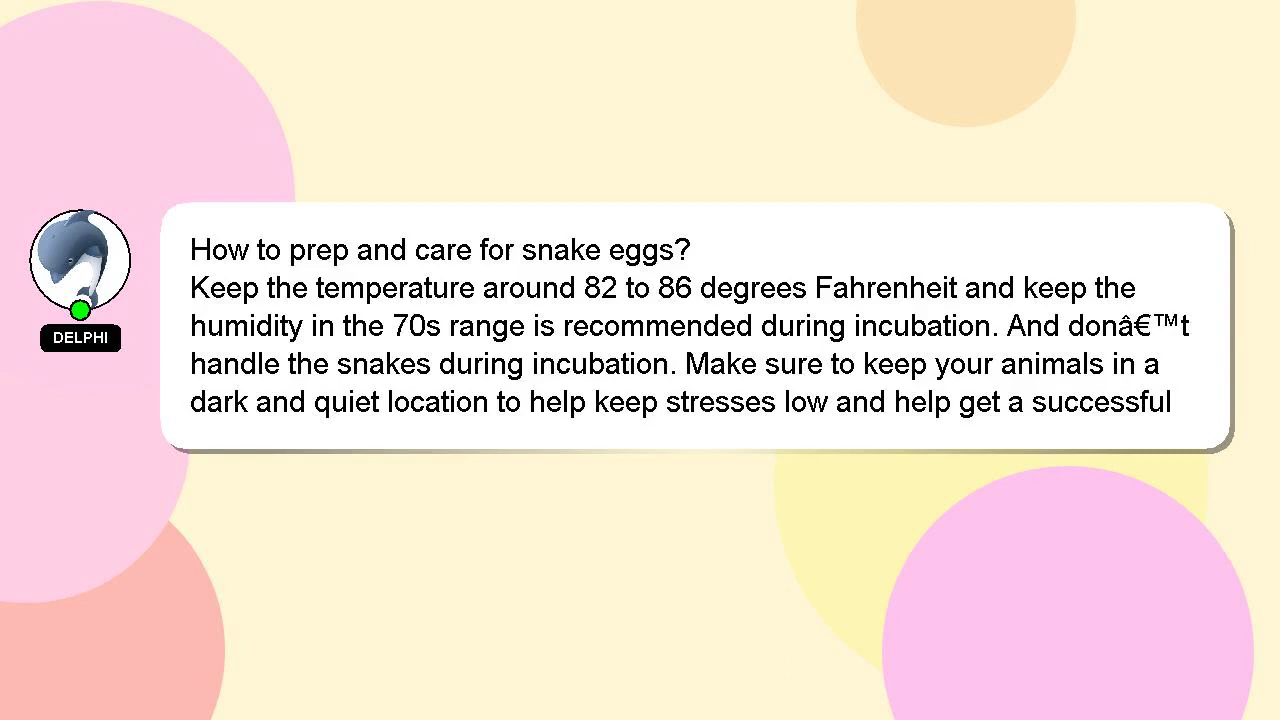 How to prep and care for snake eggs?
Keep the temperature around 82 to 86 degrees Fahrenheit and keep the
humidity in the 70s range is recommended during incubation. And donâ€™t
handle the snakes during incubation. Make sure to keep your animals in a
dark and quiet location to help keep stresses low and help get a successful
DELPHI